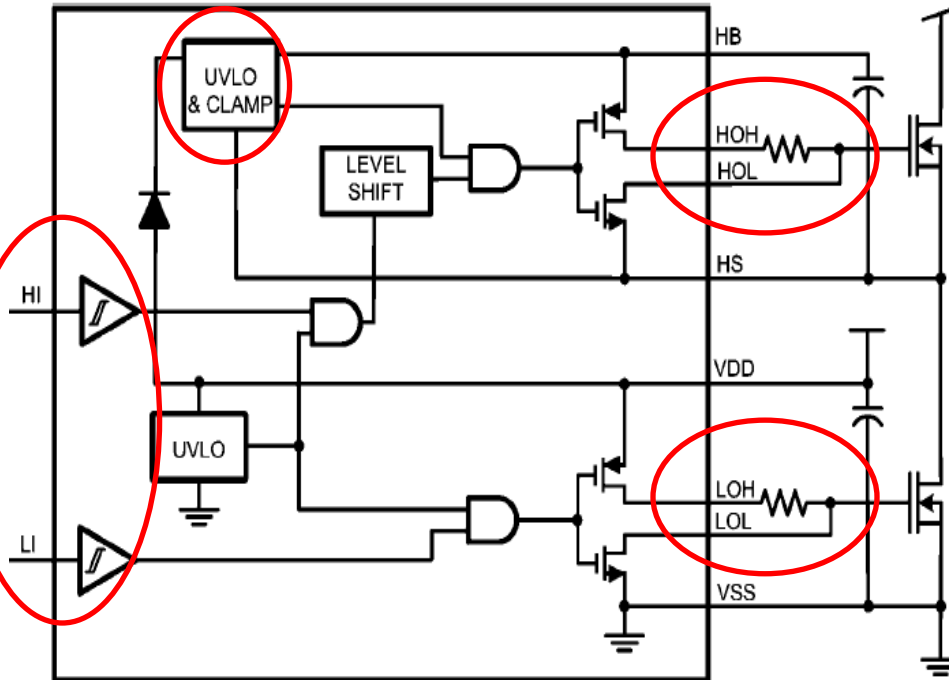 HB
UVLO
& CLAMP
HOH
LEVEL
SHIFT
HOL
HS
HI
VDD
UVLO
LOH
LOL
LI
VSS